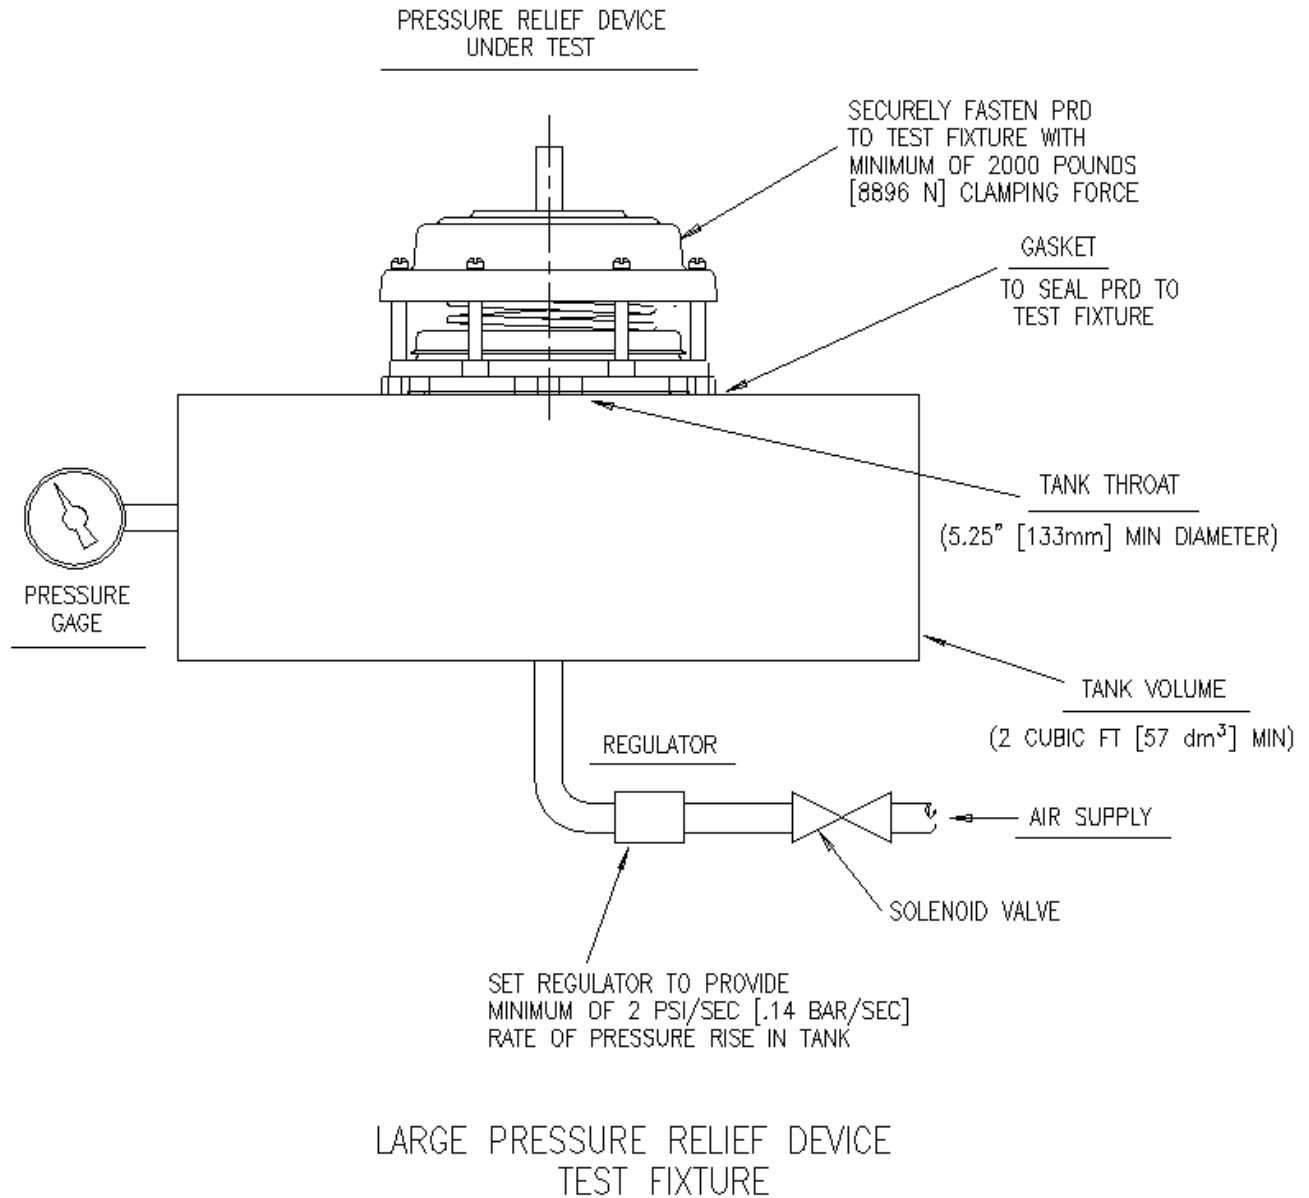 PRESSURE RELIEF DEVICE
UNDER TEST
SECURELY FASTEN PRD
TO TEST FIXTURE WITH
MINIMUM OF 2000 POUNDS
[8896 N] CLAMPING FORCE
GASKET
TO SEAL PRD TO
TEST FIXTURE
TANK THROAT
(5.25" [133mm] MIN DIAMETER)
PRESSURE
GAGE
TANK VOLUME
(2 CUBIC FT [57 dm³] MIN)
REGULATOR
AIR SUPPLY
SOLENOID VALVE
SET REGULATOR TO PROVIDE
MINIMUM OF 2 PSI/SEC [.14 BAR/SEC]
RATE OF PRESSURE RISE IN TANK
LARGE PRESSURE RELIEF DEVICE
TEST FIXTURE